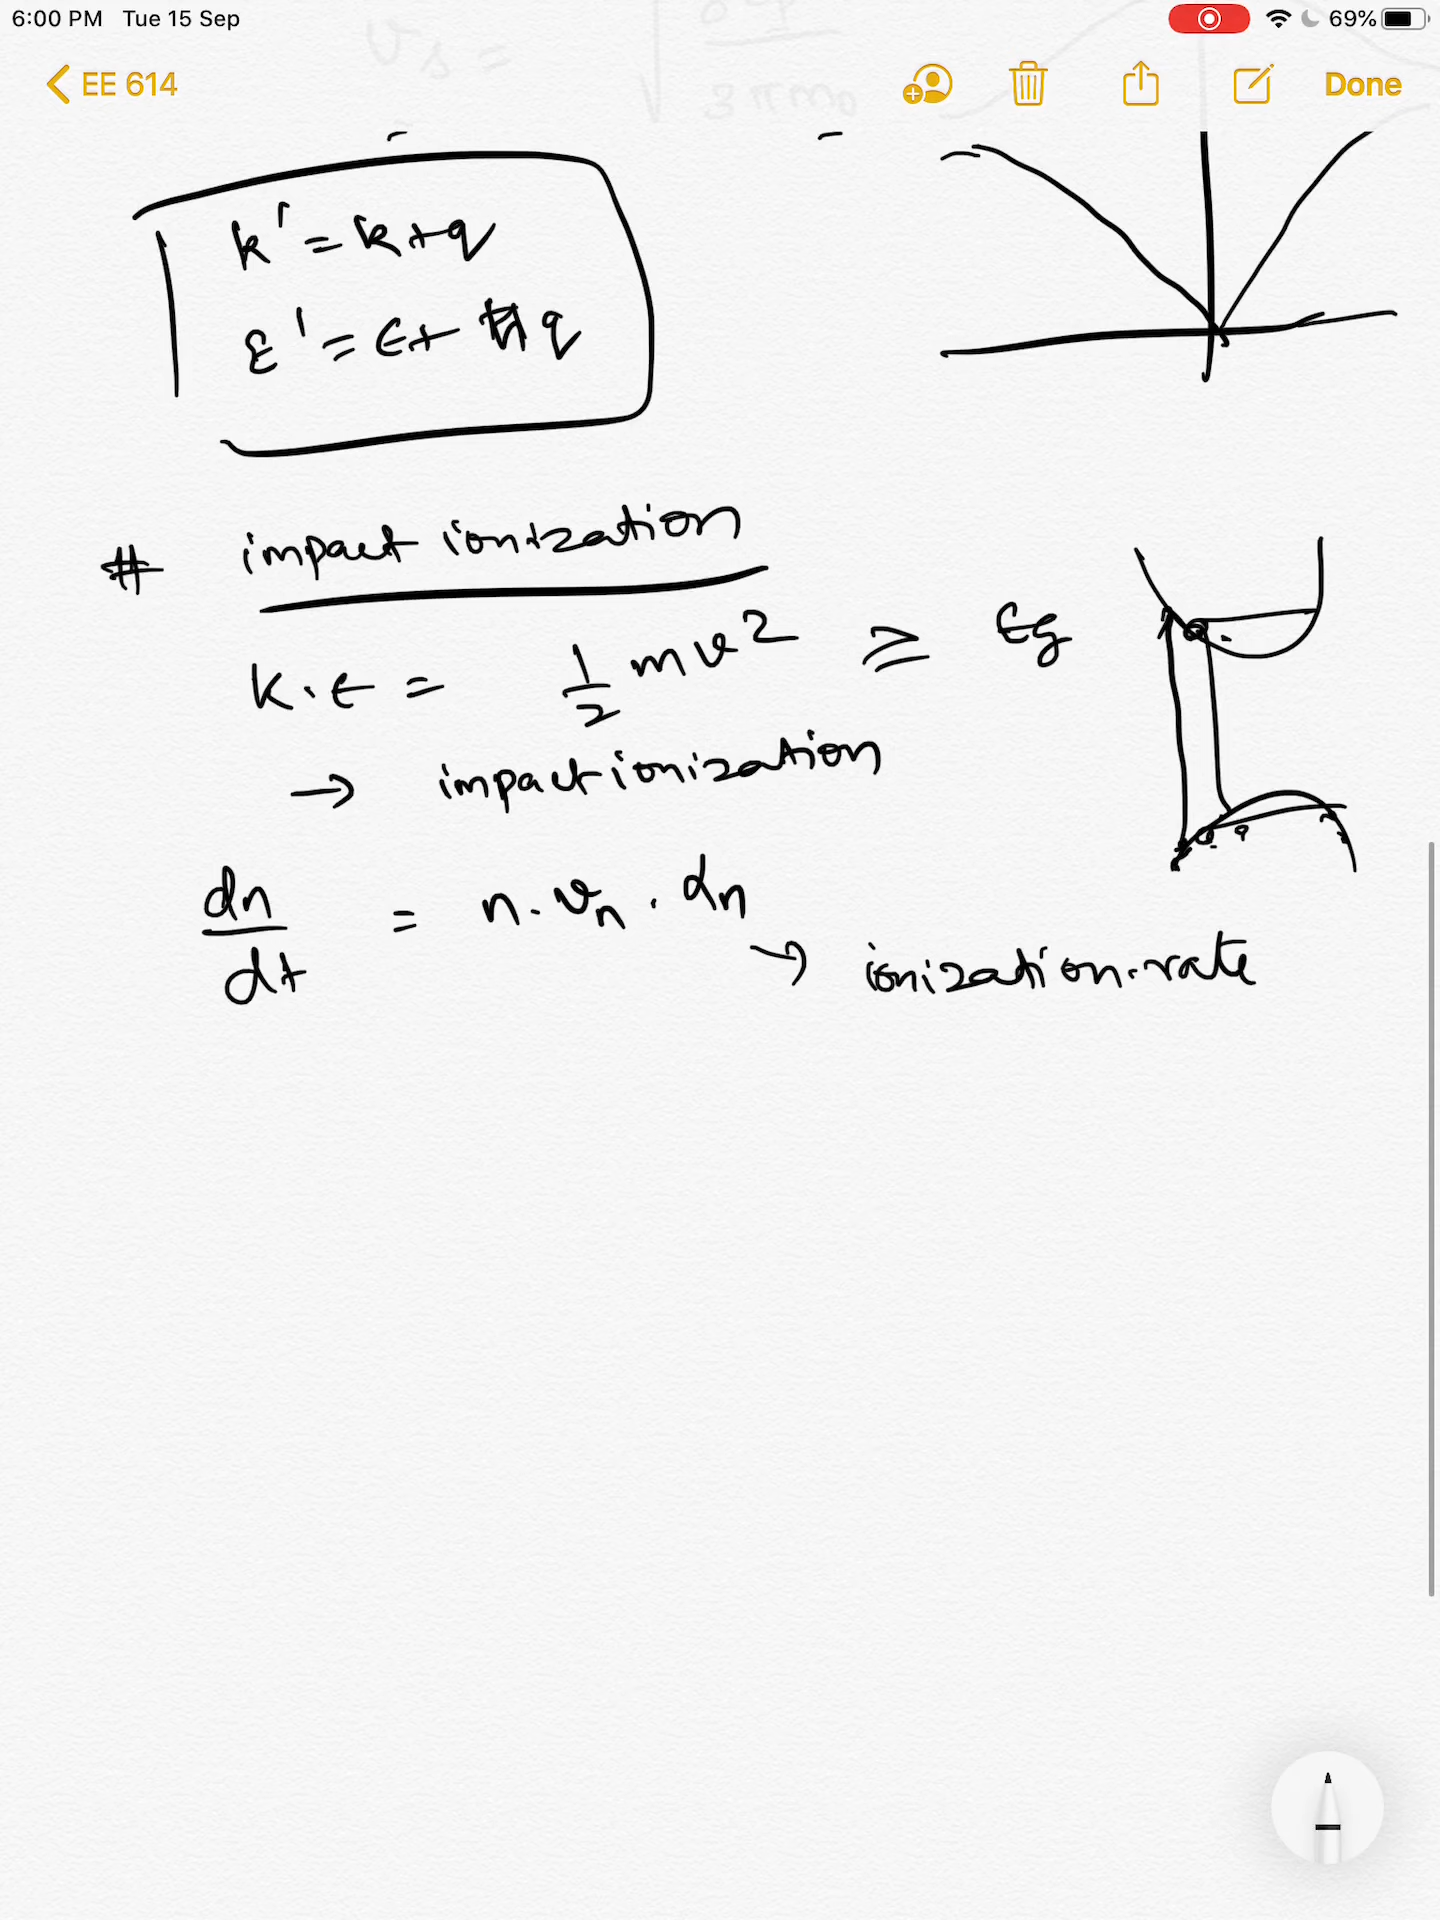 6:00 PM Tue 15 Sep 69%
EE 614 Done
k' = k+q
ε' = ε+ ħq
# impact ionization
K.E = 1/2 mv² ≥ Eg
→ impact ionization
dn/dt = n. vn . αn
→ ionization rate